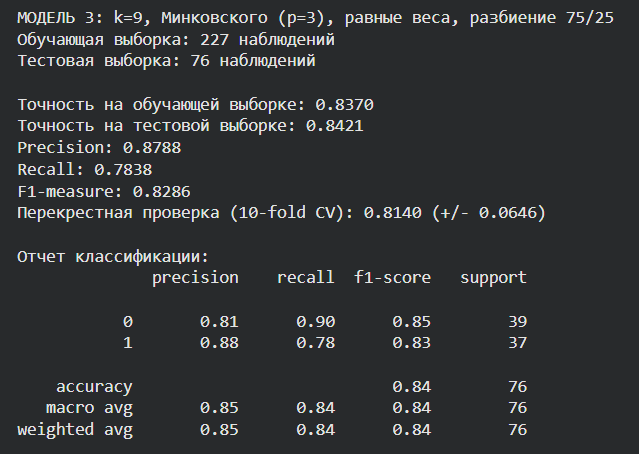 МОДЕЛЬ 3: k=9, Минковского (p=3), равные веса, разбиение 75/25
Обучающая выборка: 227 наблюдений
Тестовая выборка: 76 наблюдений
Точность на обучающей выборке: 0.8370
Точность на тестовой выборке: 0.8421
Precision: 0.8788
Recall: 0.7838
F1-measure: 0.8286
Перекрестная проверка (10-fold CV): 0.8140 (+/- 0.0646)
Отчет классификации:
precision recall f1-score support
0 0.81 0.90 0.85 39
1 0.88 0.78 0.83 37
accuracy 0.84 76
macro avg 0.85 0.84 0.84 76
weighted avg 0.85 0.84 0.84 76